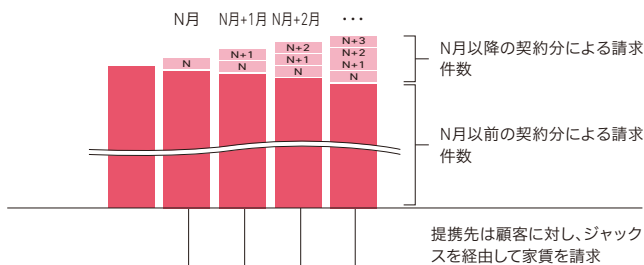 N月 N月+1月 N月+2月 ···
N+3
N+2 N+2
N+1 N+1 N+1
N N N N
N月以降の契約分による請求
件数
N月以前の契約分による請求
件数
提携先は顧客に対し、ジャック
スを経由して家賃を請求